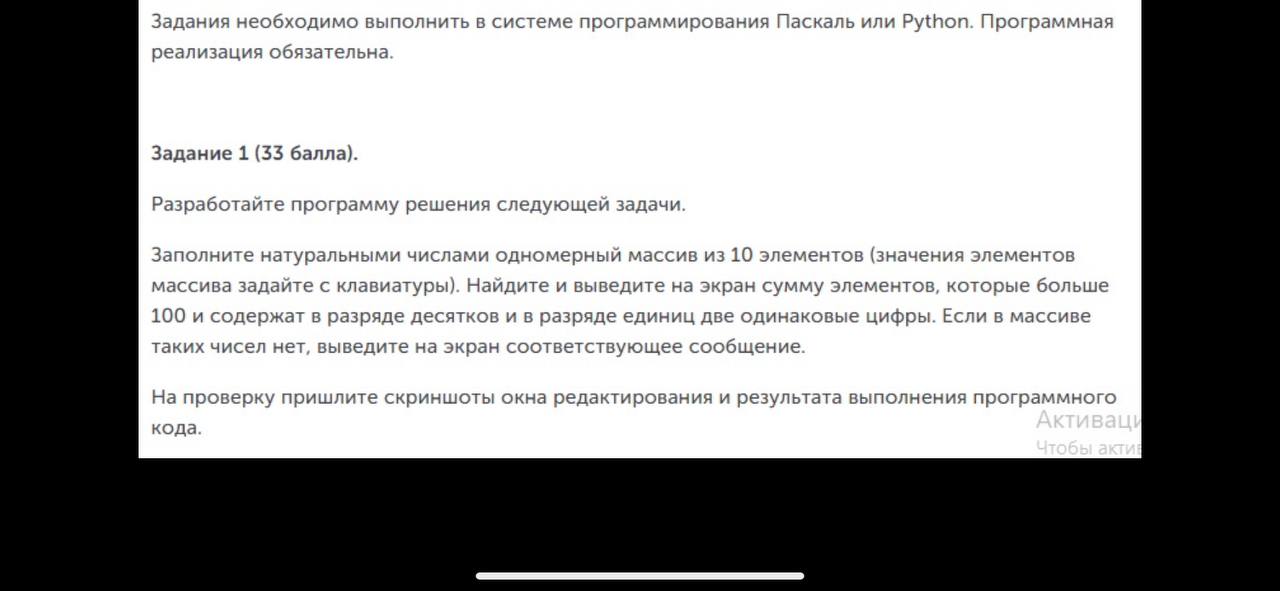 Задания необходимо выполнить в системе программирования Паскаль или Python. Программная
реализация обязательна.
Задание 1 (33 балла).
Разработайте программу решения следующей задачи.
Заполните натуральными числами одномерный массив из 10 элементов (значения элементов
массива задайте с клавиатуры). Найдите и выведите на экран сумму элементов, которые больше
100 и содержат в разряде десятков и в разряде единиц две одинаковые цифры. Если в массиве
таких чисел нет, выведите на экран соответствующее сообщение.
На проверку пришлите скриншоты окна редактирования и результата выполнения программного
кода.
Активаци
Чтобы актив